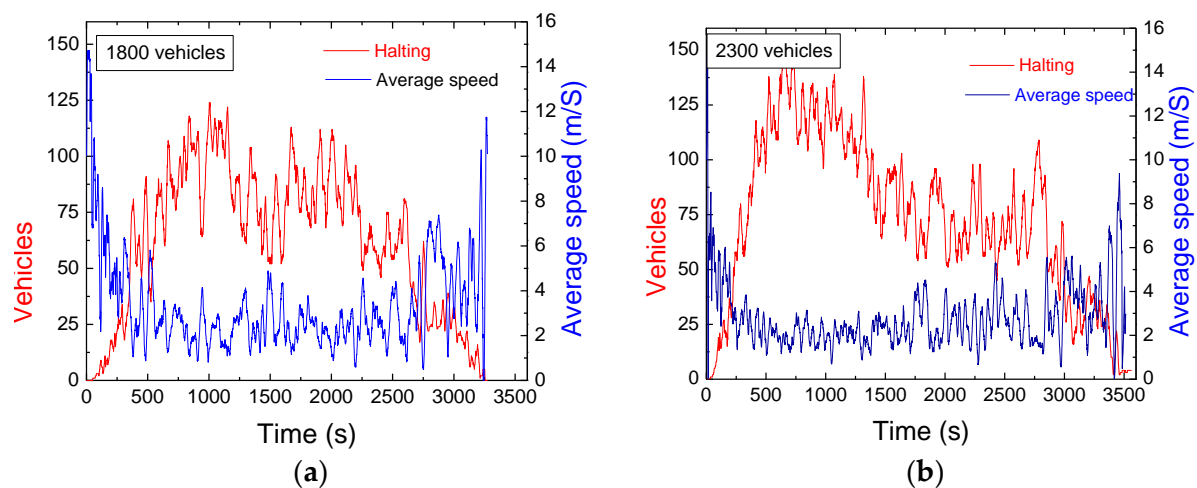 1800 vehicles
Halting
Average speed
Vehicles
0
25
50
75
100
125
150
0
2
4
6
8
10
12
14
16
Average speed (m/S)
0 500 1000 1500 2000 2500 3000 3500
Time (s)
(a)
2300 vehicles
Halting
Average speed
Vehicles
0
25
50
75
100
125
150
0
2
4
6
8
10
12
14
16
Average speed (m/S)
0 500 1000 1500 2000 2500 3000 3500
Time (s)
(b)